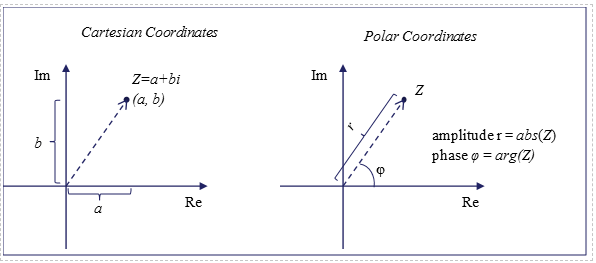 Cartesian Coordinates
Im
Z=a+bi
(a, b)
b
a
Re
Polar Coordinates
Im
Z
r
φ
amplitude r = abs(Z)
phase φ = arg(Z)
Re